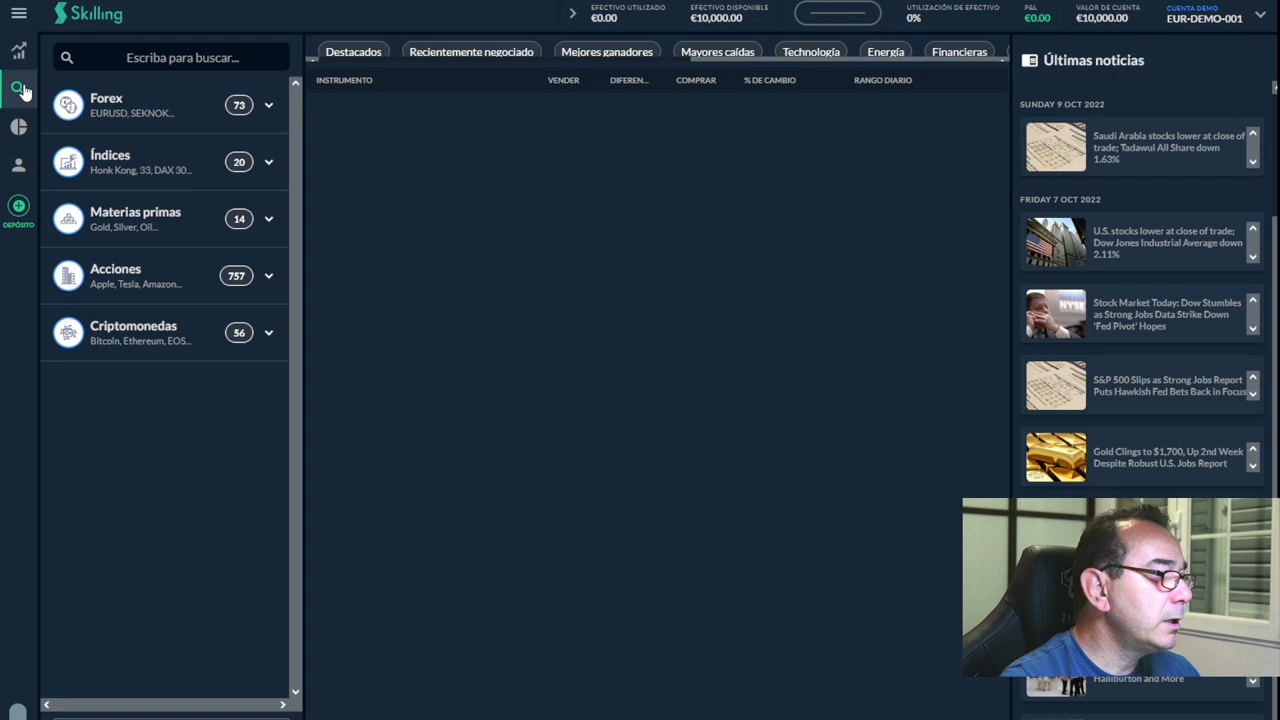 Skilling
EFECTIVO UTILIZADO
€0.00
EFECTIVO DISPONIBLE
€10,000.00
UTILIZACIÓN DE EFECTIVO
0%
P&L
€0.00
VALOR DE CUENTA
€10,000.00
CUENTA DEMO
EUR-DEMO-001
DEPÓSITO
Escriba para buscar...
Forex
EURUSD, SEKNOK...
73
Índices
Honk Kong, 33, DAX 30...
20
Materias primas
Gold, Silver, Oil...
14
Acciones
Apple, Tesla, Amazon...
757
Criptomonedas
Bitcoin, Ethereum, EOS...
56
Destacados
Recientemente negociado
Mejores ganadores
Mayores caídas
Technología
Energía
Financieras
INSTRUMENTO
VENDER
DIFEREN...
COMPRAR
% DE CAMBIO
RANGO DIARIO
Últimas noticias
SUNDAY 9 OCT 2022
Saudi Arabia stocks lower at close of
trade; Tadawul All Share down
1.63%
FRIDAY 7 OCT 2022
U.S. stocks lower at close of trade;
Dow Jones Industrial Average down
2.11%
Stock Market Today: Dow Stumbles
as Strong Jobs Data Strike Down
'Fed Pivot' Hopes
S&P 500 Slips as Strong Jobs Report
Puts Hawkish Fed Bets Back in Focus
Gold Clings to $1,700, Up 2nd Week
Despite Robust U.S. Jobs Report
Halliburton and More